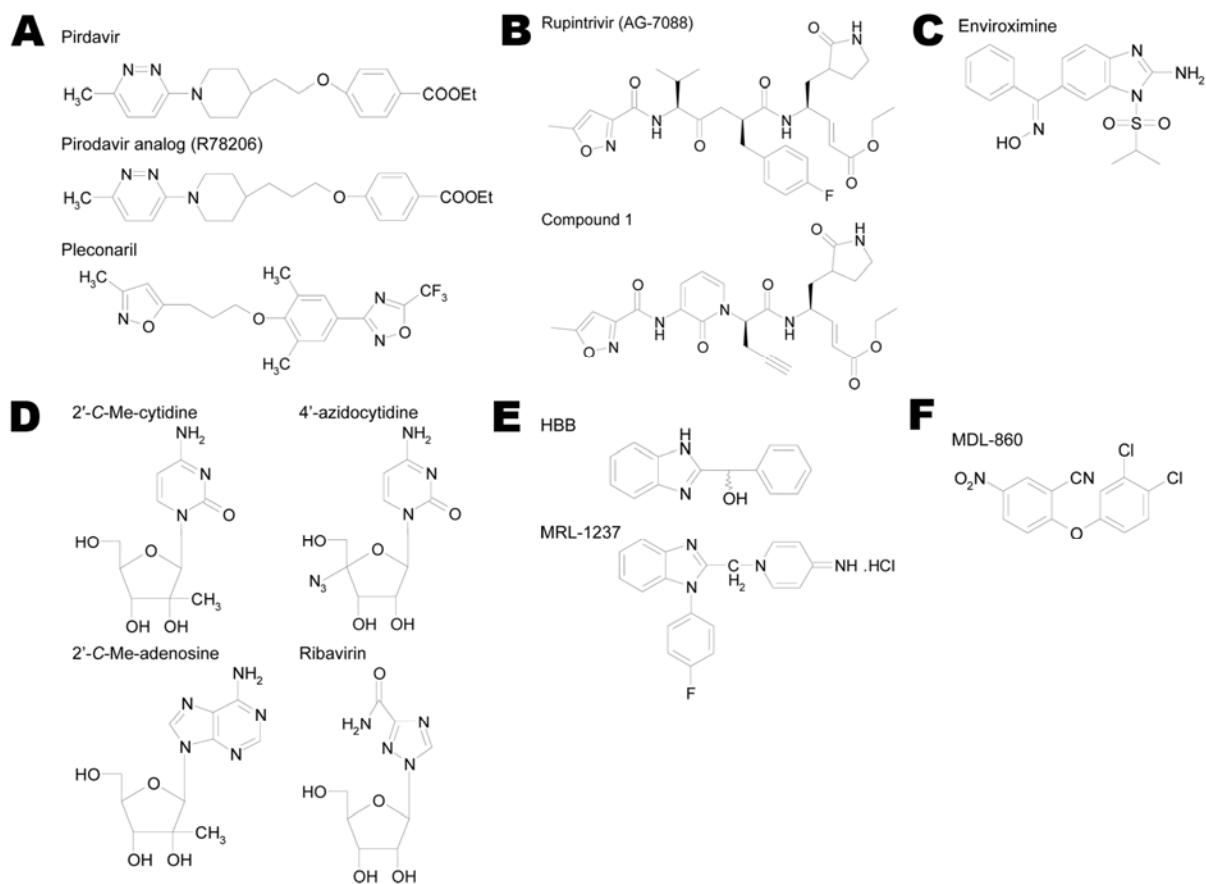 A
Pirdavir
N N
H₃C
N
O
COOEt
Pirodavir analog (R78206)
N N
H₃C
N
O
COOEt
Pleconaril
H₃C
N O
O
H₃C
H₃C
N
N O
CF₃
B
Rupintrivir (AG-7088)
O
NH
O
N
H
O
O
N
H
O N
F
O
O
Compound 1
O
NH
O
N
H
N
O
O
N
H
O N
O
O
C
Enviroximine
N
NH₂
N
HO
N
O S O
D
2'-C-Me-cytidine
NH₂
N
N
O
HO
O
CH₃
OH OH
4'-azidocytidine
NH₂
N
N
O
HO
O
N₃
OH OH
2'-C-Me-adenosine
NH₂
N
N
N
N
HO
O
CH₃
OH
OH
Ribavirin
O
H₂N
N
N
N
HO
O
OH OH
E
HBB
H
N
N
OH
MRL-1237
N
N
C
H₂
N
NH .HCl
F
F
MDL-860
O₂N
CN
Cl
Cl
O